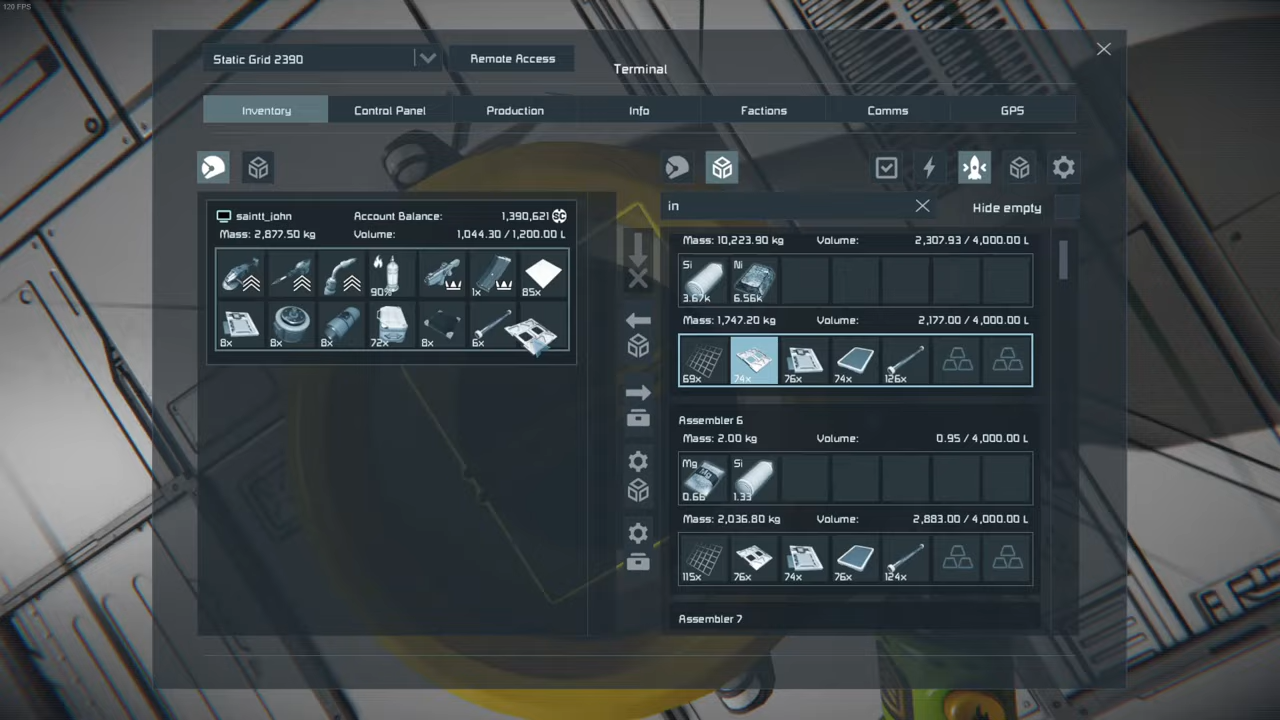 120 FPS
Static Grid 2390
Remote Access
Terminal
Inventory
Control Panel
Production
Info
Factions
Comms
GPS
in
Hide empty
saintt_john
Account Balance: 1,390,621 SC
Mass: 2,877.50 kg Volume: 1,044.30 / 1,200.00 L
90% 1x 85x
8x 8x 8x 72x 8x 6x
Mass: 10,223.90 kg Volume: 2,307.93 / 4,000.00 L
Si Ni
3.67k 6.56k
Mass: 1,747.20 kg Volume: 2,177.00 / 4,000.00 L
69x 74x 76x 74x 126x
Assembler 6
Mass: 2.00 kg Volume: 0.95 / 4,000.00 L
Mg Si
0.66 1.33
Mass: 2,036.80 kg Volume: 2,883.00 / 4,000.00 L
115x 76x 74x 76x 124x
Assembler 7